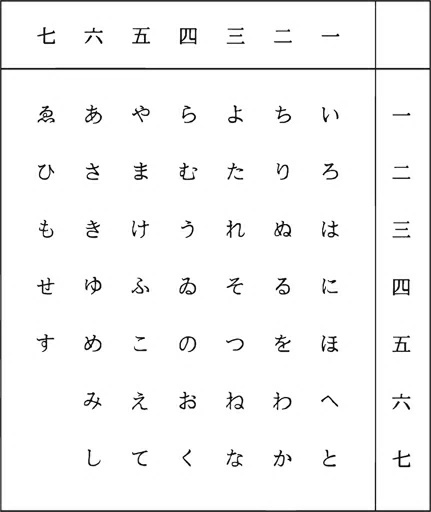 一二三四五六七
一 いろはにほへと
二 ちりぬるをわか
三 よたれそつねな
四 らむうゐのおく
五 やまけふこえて
六 あさきゆめみし
七 ゑひもせす